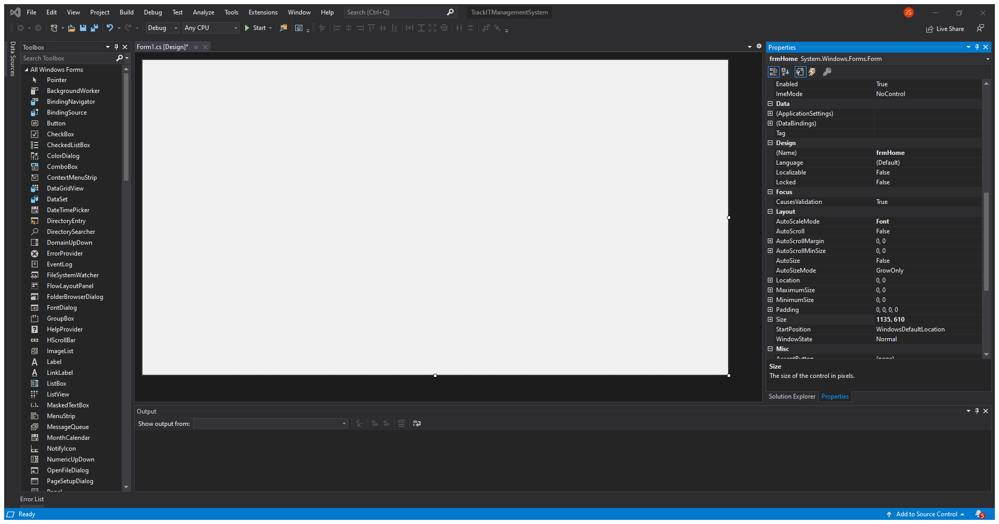 File Edit View Project Build Debug Test Analyze Tools Extensions Window Help Search (Ctrl+Q) TrackITManagementSystem JS
Debug Any CPU Start Live Share
Data Sources
Toolbox
Search Toolbox
All Windows Forms
Pointer
BackgroundWorker
BindingNavigator
BindingSource
Button
CheckBox
CheckedListBox
ColorDialog
ComboBox
ContextMenuStrip
DataGridView
DataSet
DateTimePicker
DirectoryEntry
DirectorySearcher
DomainUpDown
ErrorProvider
EventLog
FileSystemWatcher
FlowLayoutPanel
FolderBrowserDialog
FontDialog
GroupBox
HelpProvider
HScrollBar
ImageList
Label
LinkLabel
ListBox
ListView
MaskedTextBox
MenuStrip
MessageQueue
MonthCalendar
NotifyIcon
NumericUpDown
OpenFileDialog
PageSetupDialog
Panel
Form1.cs [Design]*
Properties
frmHome System.Windows.Forms.Form
Enabled True
ImeMode NoControl
Data
(ApplicationSettings)
(DataBindings)
Tag
Design
(Name) frmHome
Language (Default)
Localizable False
Locked False
Focus
CausesValidation True
Layout
AutoScaleMode Font
AutoScroll False
AutoScrollMargin 0, 0
AutoScrollMinSize 0, 0
AutoSize False
AutoSizeMode GrowOnly
Location 0, 0
MaximumSize 0, 0
MinimumSize 0, 0
Padding 0, 0, 0, 0
Size 1135, 610
StartPosition WindowsDefaultLocation
WindowState Normal
Misc
AcceptButton (none)
Size
The size of the control in pixels.
Solution Explorer Properties
Output
Show output from:
Error List
Ready Add to Source Control 5